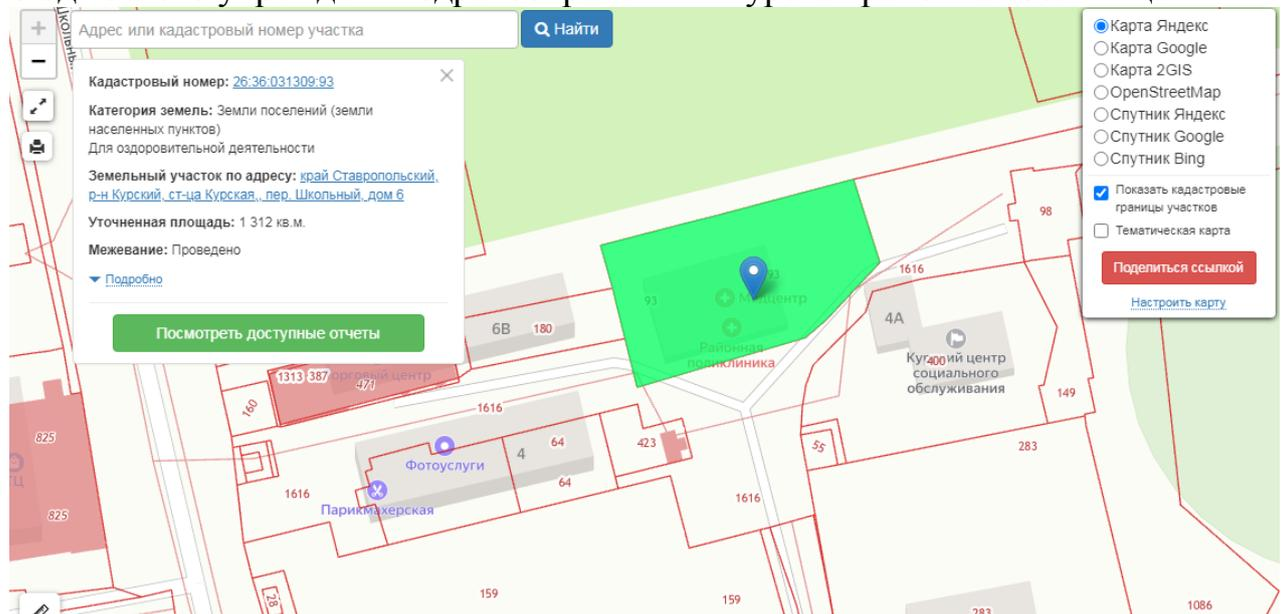 Школьный
Адрес или кадастровый номер участка
Найти
Кадастровый номер: 26:36:031309:93
Категория земель: Земли поселений (земли
населенных пунктов)
Для оздоровительной деятельности
Земельный участок по адресу: край Ставропольский,
р-н Курский, ст-ца Курская,, пер. Школьный, дом 6
Уточненная площадь: 1 312 кв.м.
Межевание: Проведено
Подробно
Посмотреть доступные отчеты
Карта Яндекс
Карта Google
Карта 2GIS
OpenStreetMap
Спутник Яндекс
Спутник Google
Спутник Bing
Показать кадастровые
границы участков
Тематическая карта
Поделиться ссылкой
Настроить карту
98
1616
93
93
Медцентр
Районная
поликлиника
6В
180
4А
400
центр
социального
обслуживания
149
1313
387
471
центр
160
1616
825
Фотоуслуги
4
64
64
423
55
283
1616
Парикмахерская
1616
825
159
159
28
283
1086